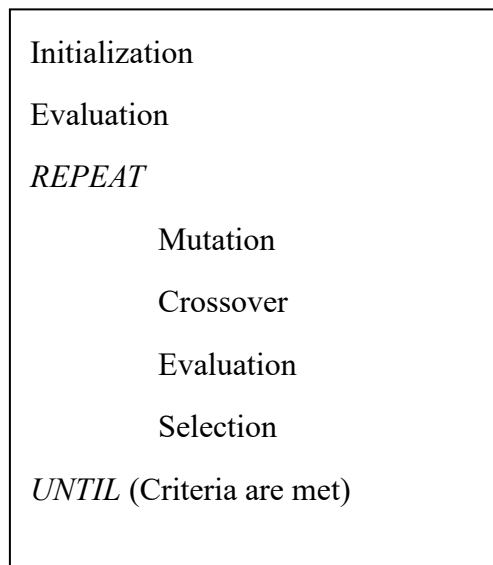 Initialization
Evaluation
REPEAT
Mutation
Crossover
Evaluation
Selection
UNTIL (Criteria are met)